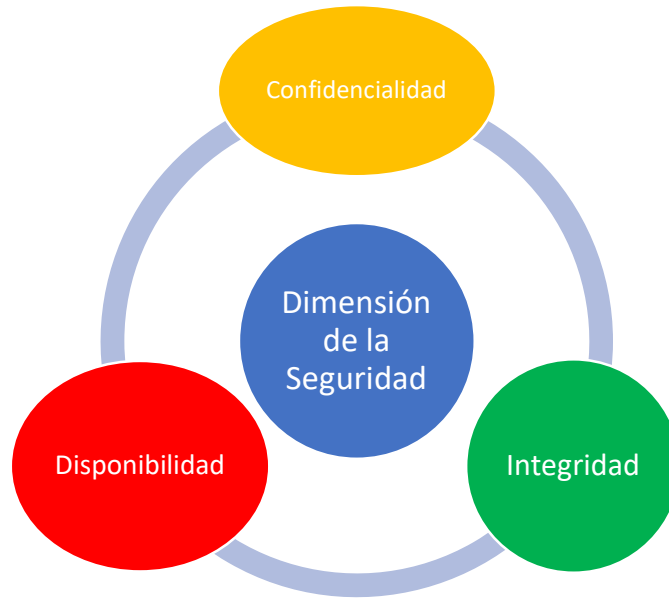 Confidencialidad
Dimensión
de la
Seguridad
Disponibilidad
Integridad